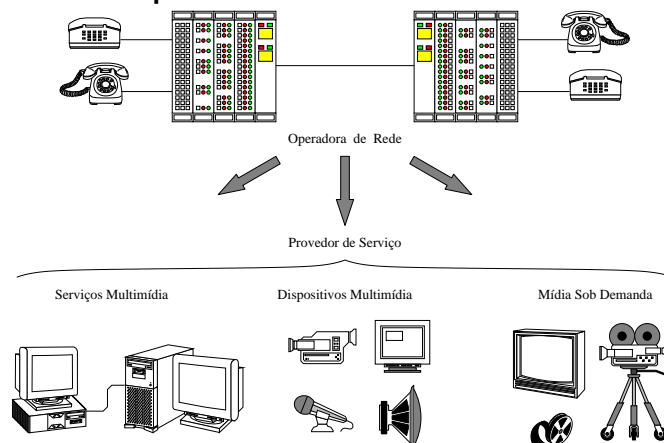 Operadora de Rede
Provedor de Serviço
Serviços Multimídia
Dispositivos Multimídia
Mídia Sob Demanda